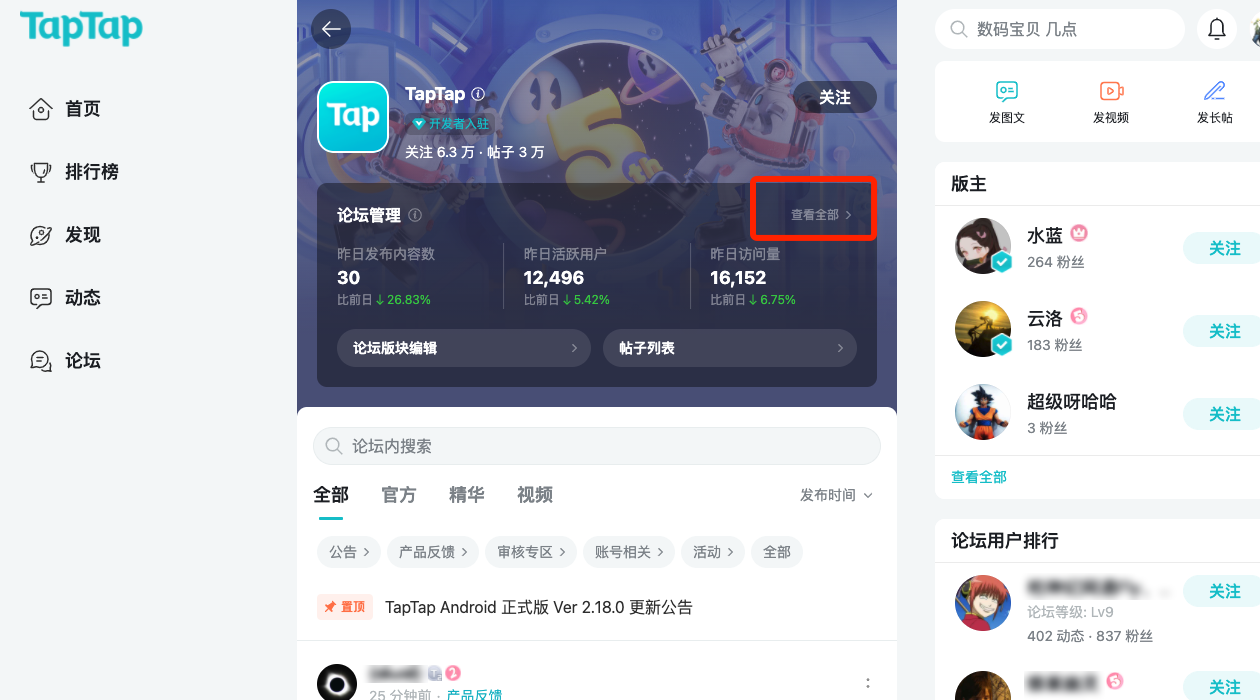 TapTap
首页
排行榜
发现
动态
论坛
Tap
TapTap
开发者入驻
关注 6.3 万 · 帖子 3 万
关注
5
论坛管理
查看全部
昨日发布内容数
30
比前日 ↓ 26.83%
昨日活跃用户
12,496
比前日 ↓ 5.42%
昨日访问量
16,152
比前日 ↓ 6.75%
论坛版块编辑
帖子列表
论坛内搜索
全部 官方 精华 视频
发布时间
公告 产品反馈 审核专区 账号相关 活动 全部
置顶 TapTap Android 正式版 Ver 2.18.0 更新公告
2
25 分钟前 · 产品反馈
数码宝贝 几点
发图文 发视频 发长帖
版主
水蓝
264 粉丝
关注
云洛
183 粉丝
关注
超级呀哈哈
3 粉丝
关注
查看全部
论坛用户排行
论坛等级: Lv9
402 动态 · 837 粉丝
关注
关注